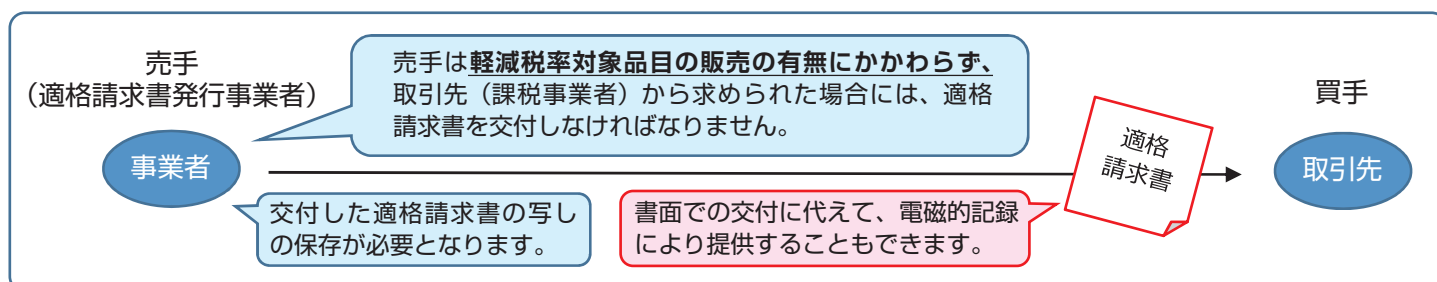 売手
（適格請求書発行事業者）
事業者
売手は軽減税率対象品目の販売の有無にかかわらず、
取引先（課税事業者）から求められた場合には、適格
請求書を交付しなければなりません。
交付した適格請求書の写し
の保存が必要となります。
書面での交付に代えて、電磁的記録
により提供することもできます。
適格
請求書
買手
取引先